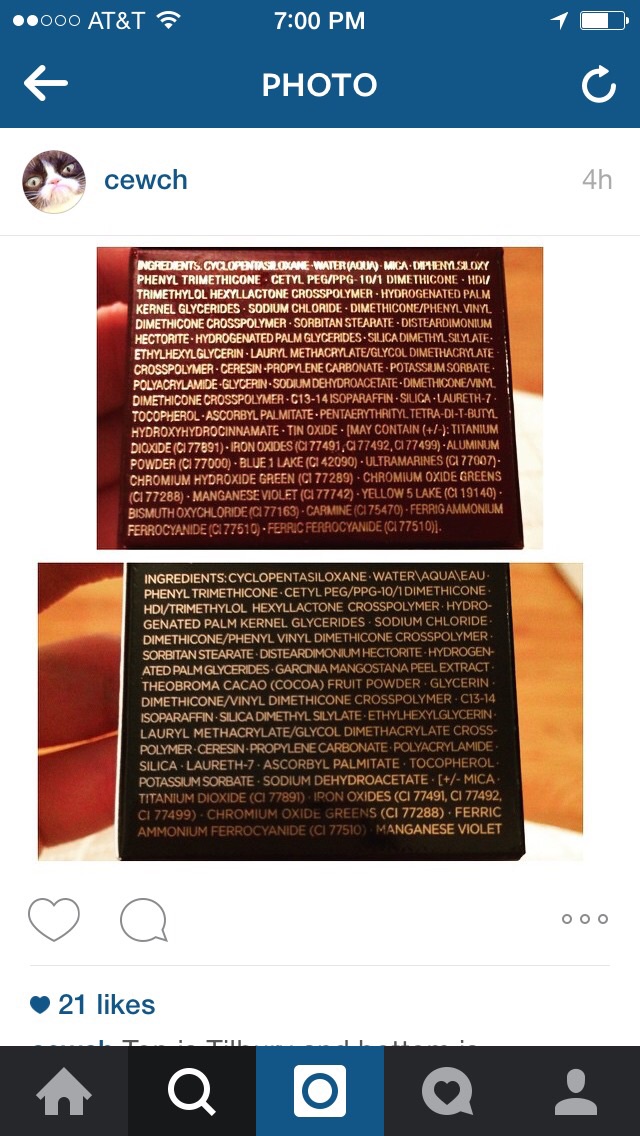 AT&T 7:00 PM
PHOTO
cewch 4h
INGREDIENTS: CYCLOPENTASILOXANE · WATER (AQUA) · MICA · DIPHENYLSILOXY
PHENYL TRIMETHICONE · CETYL PEG/PPG-10/1 DIMETHICONE · HDI/
TRIMETHYLOL HEXYLLACTONE CROSSPOLYMER · HYDROGENATED PALM
KERNEL GLYCERIDES · SODIUM CHLORIDE · DIMETHICONE/PHENYL VINYL
DIMETHICONE CROSSPOLYMER · SORBITAN STEARATE · DISTEARDIMONIUM
HECTORITE · HYDROGENATED PALM GLYCERIDES · SILICA DIMETHYL SILYLATE·
ETHYLHEXYLGLYCERIN · LAURYL METHACRYLATE/GLYCOL DIMETHACRYLATE
CROSSPOLYMER · CERESIN · PROPYLENE CARBONATE · POTASSIUM SORBATE ·
POLYACRYLAMIDE · GLYCERIN · SODIUM DEHYDROACETATE · DIMETHICONE/VINYL
DIMETHICONE CROSSPOLYMER · C13-14 ISOPARAFFIN · SILICA · LAURETH-7 ·
TOCOPHEROL · ASCORBYL PALMITATE · PENTAERYTHRITYL TETRA-DI-T-BUTYL
HYDROXYHYDROCINNAMATE · TIN OXIDE · [MAY CONTAIN (+/-): TITANIUM
DIOXIDE (CI 77891) · IRON OXIDES (CI 77491, CI 77492, CI 77499) · ALUMINUM
POWDER (CI 77000) · BLUE 1 LAKE (CI 42090) · ULTRAMARINES (CI 77007) ·
CHROMIUM HYDROXIDE GREEN (CI 77289) · CHROMIUM OXIDE GREENS
(CI 77288) · MANGANESE VIOLET (CI 77742) · YELLOW 5 LAKE (CI 19140) ·
BISMUTH OXYCHLORIDE (CI 77163) · CARMINE (CI 75470) · FERRIG AMMONIUM
FERROCYANIDE (CI 77510) · FERRIC FERROCYANIDE (CI 77510)].
INGREDIENTS: CYCLOPENTASILOXANE · WATER\AQUA\EAU ·
PHENYL TRIMETHICONE · CETYL PEG/PPG-10/1 DIMETHICONE ·
HDI/TRIMETHYLOL HEXYLLACTONE CROSSPOLYMER · HYDRO-
GENATED PALM KERNEL GLYCERIDES · SODIUM CHLORIDE ·
DIMETHICONE/PHENYL VINYL DIMETHICONE CROSSPOLYMER ·
SORBITAN STEARATE · DISTEARDIMONIUM HECTORITE · HYDROGEN-
ATED PALM GLYCERIDES · GARCINIA MANGOSTANA PEEL EXTRACT ·
THEOBROMA CACAO (COCOA) FRUIT POWDER · GLYCERIN ·
DIMETHICONE/VINYL DIMETHICONE CROSSPOLYMER · C13-14
ISOPARAFFIN · SILICA DIMETHYL SILYLATE · ETHYLHEXYLGLYCERIN ·
LAURYL METHACRYLATE/GLYCOL DIMETHACRYLATE CROSS-
POLYMER · CERESIN · PROPYLENE CARBONATE · POLYACRYLAMIDE ·
SILICA · LAURETH-7 · ASCORBYL PALMITATE · TOCOPHEROL ·
POTASSIUM SORBATE · SODIUM DEHYDROACETATE · [+/- MICA ·
TITANIUM DIOXIDE (CI 77891) · IRON OXIDES (CI 77491, CI 77492,
CI 77499) · CHROMIUM OXIDE GREENS (CI 77288) · FERRIC
AMMONIUM FERROCYANIDE (CI 77510) · MANGANESE VIOLET
21 likes
cewch Top is Tilbury and bottom is